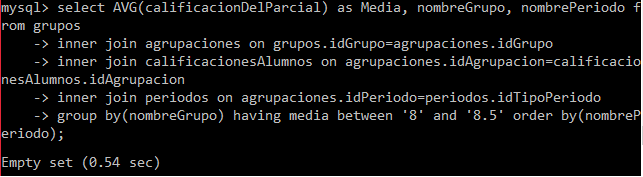 mysql> select AVG(calificacionDelParcial) as Media, nombreGrupo, nombrePeriodo f
rom grupos
    -> inner join agrupaciones on grupos.idGrupo=agrupaciones.idGrupo
    -> inner join calificacionesAlumnos on agrupaciones.idAgrupacion=calificacio
nesAlumnos.idAgrupacion
    -> inner join periodos on agrupaciones.idPeriodo=periodos.idTipoPeriodo
    -> group by(nombreGrupo) having media between '8' and '8.5' order by(nombreP
eriodo);
Empty set (0.54 sec)